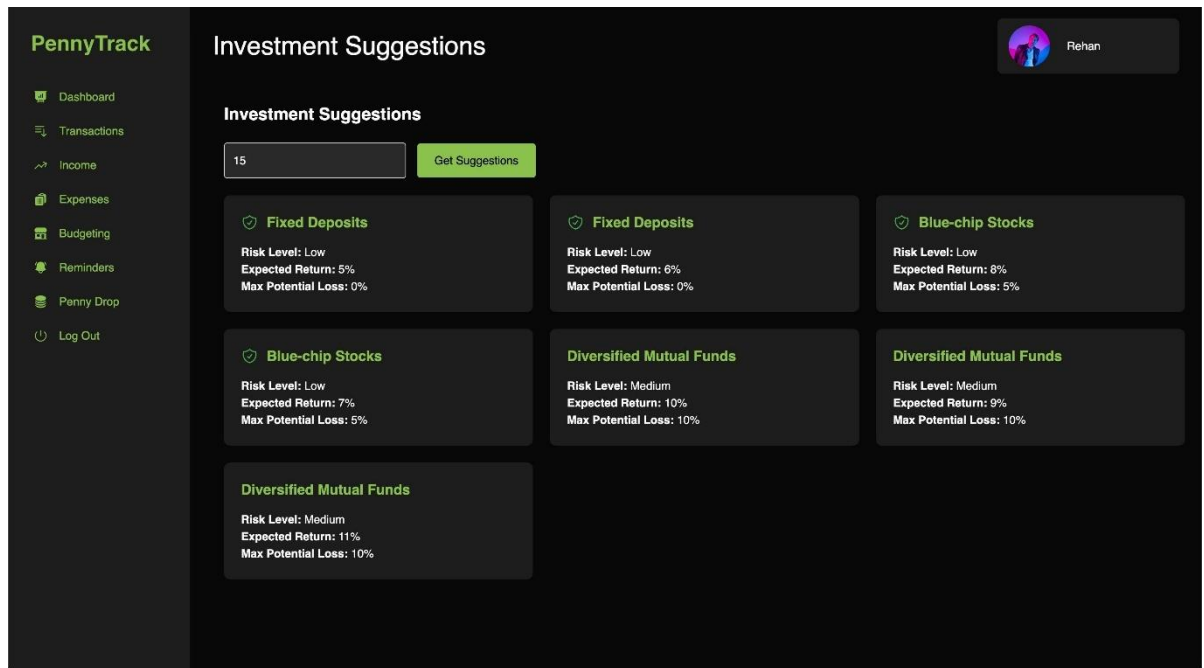 PennyTrack
Dashboard
Transactions
Income
Expenses
Budgeting
Reminders
Penny Drop
Log Out
Investment Suggestions
Rehan
Investment Suggestions
15
Get Suggestions
Fixed Deposits
Risk Level: Low
Expected Return: 5%
Max Potential Loss: 0%
Fixed Deposits
Risk Level: Low
Expected Return: 6%
Max Potential Loss: 0%
Blue-chip Stocks
Risk Level: Low
Expected Return: 8%
Max Potential Loss: 5%
Blue-chip Stocks
Risk Level: Low
Expected Return: 7%
Max Potential Loss: 5%
Diversified Mutual Funds
Risk Level: Medium
Expected Return: 10%
Max Potential Loss: 10%
Diversified Mutual Funds
Risk Level: Medium
Expected Return: 9%
Max Potential Loss: 10%
Diversified Mutual Funds
Risk Level: Medium
Expected Return: 11%
Max Potential Loss: 10%